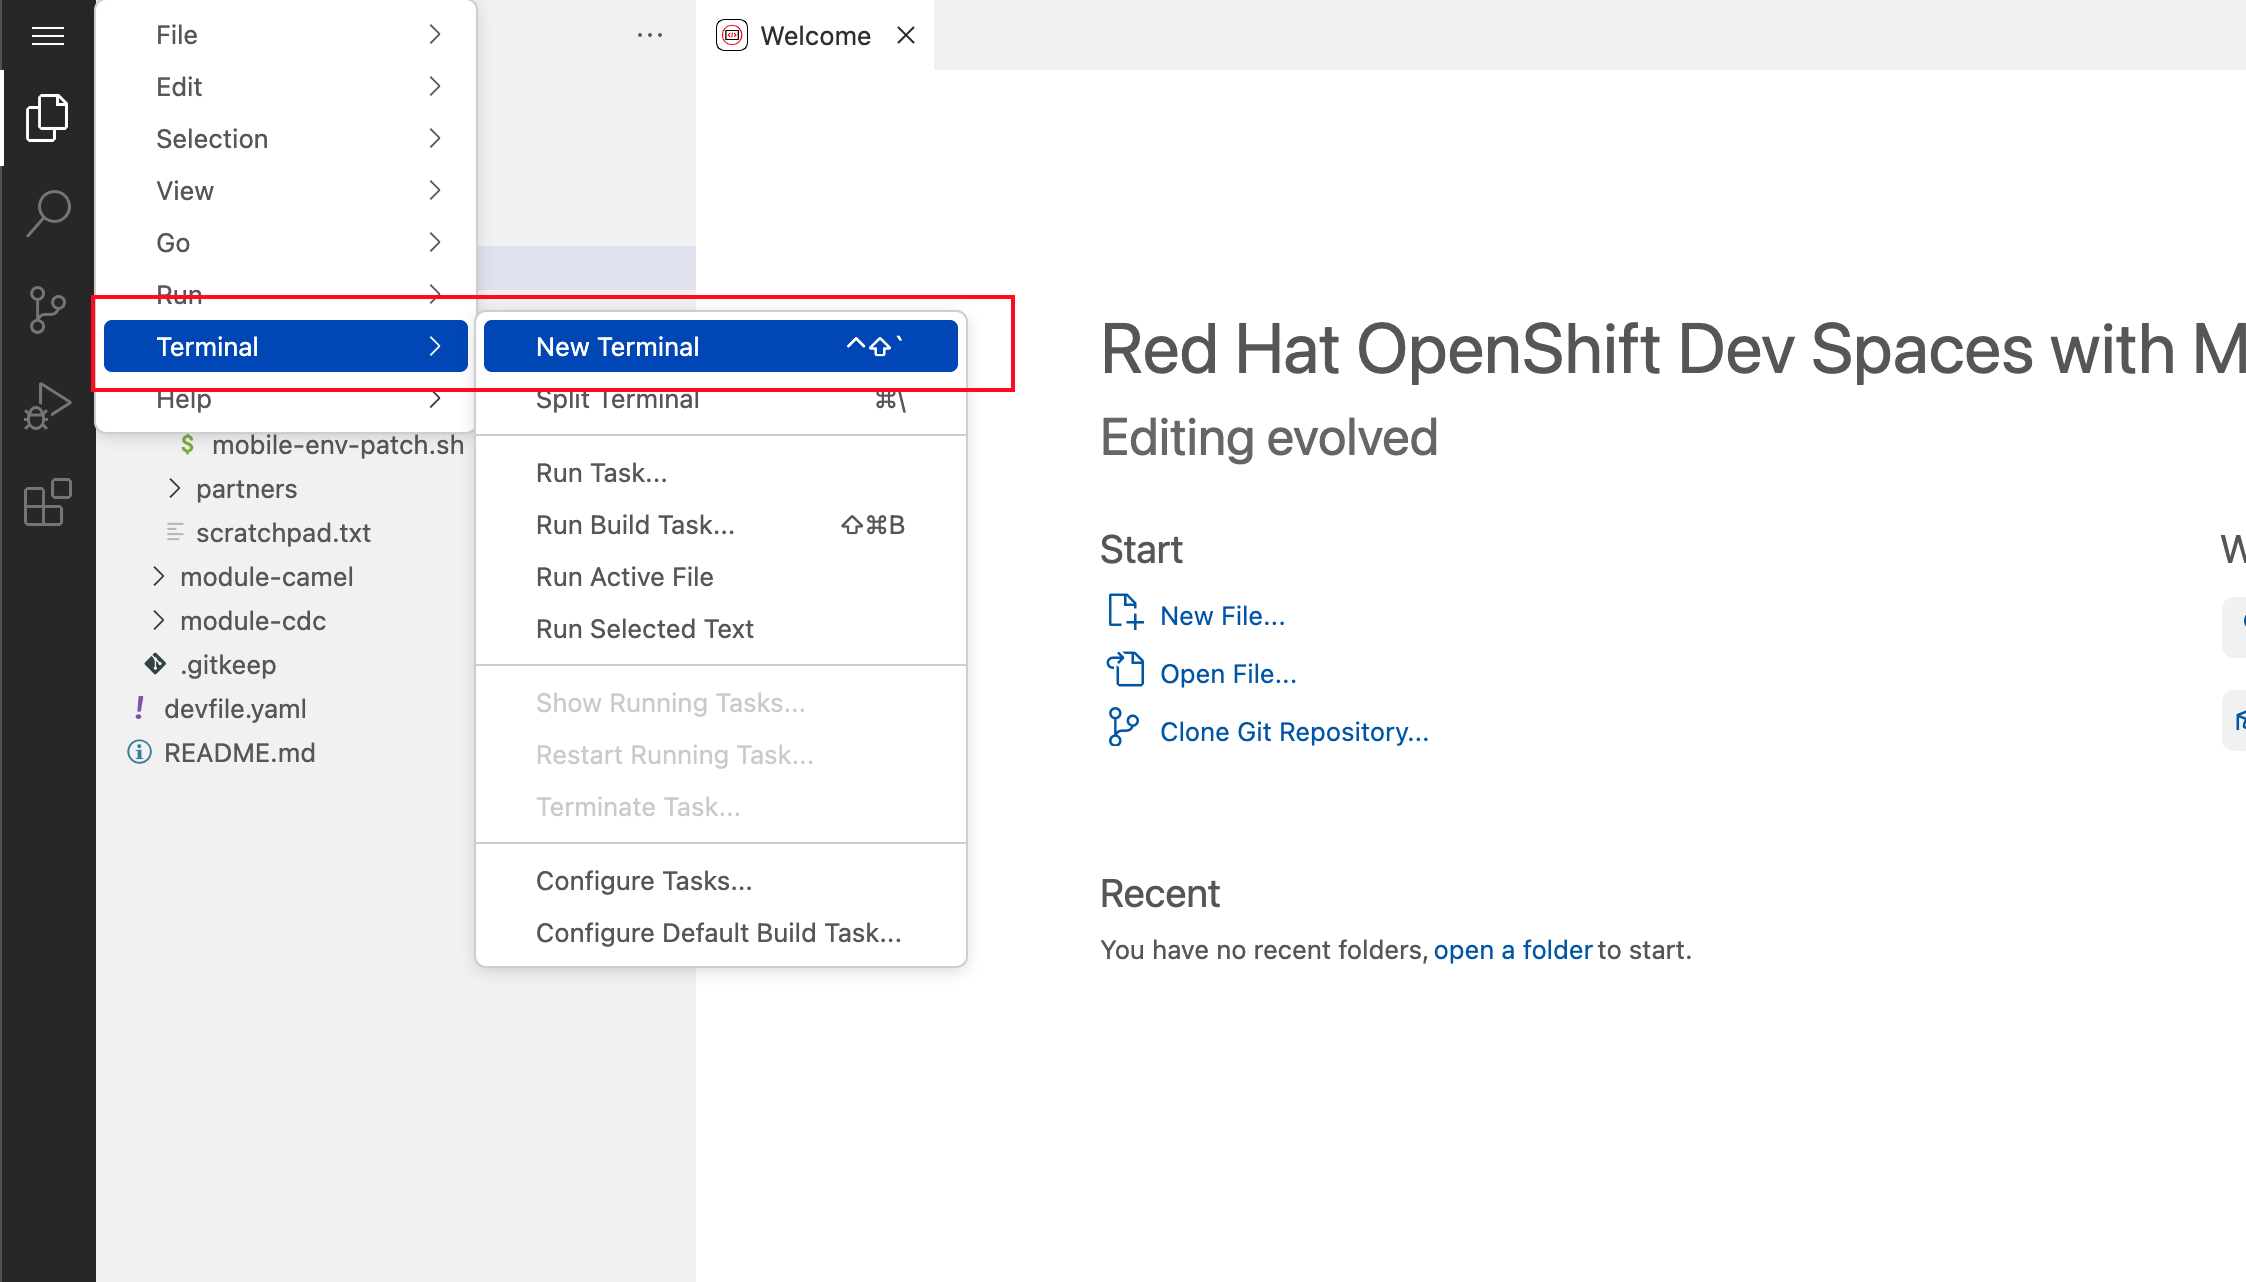 File
Edit
Selection
View
Go
Run
Terminal
Help
New Terminal ^⇧`
Split Terminal ⌘\
Run Task...
Run Build Task... ⇧⌘B
Run Active File
Run Selected Text
Show Running Tasks...
Restart Running Task...
Terminate Task...
Configure Tasks...
Configure Default Build Task...
mobile-env-patch.sh
partners
scratchpad.txt
module-camel
module-cdc
.gitkeep
devfile.yaml
README.md
Welcome
Red Hat OpenShift Dev Spaces with M
Editing evolved
Start
New File...
Open File...
Clone Git Repository...
Recent
You have no recent folders, open a folder to start.
W